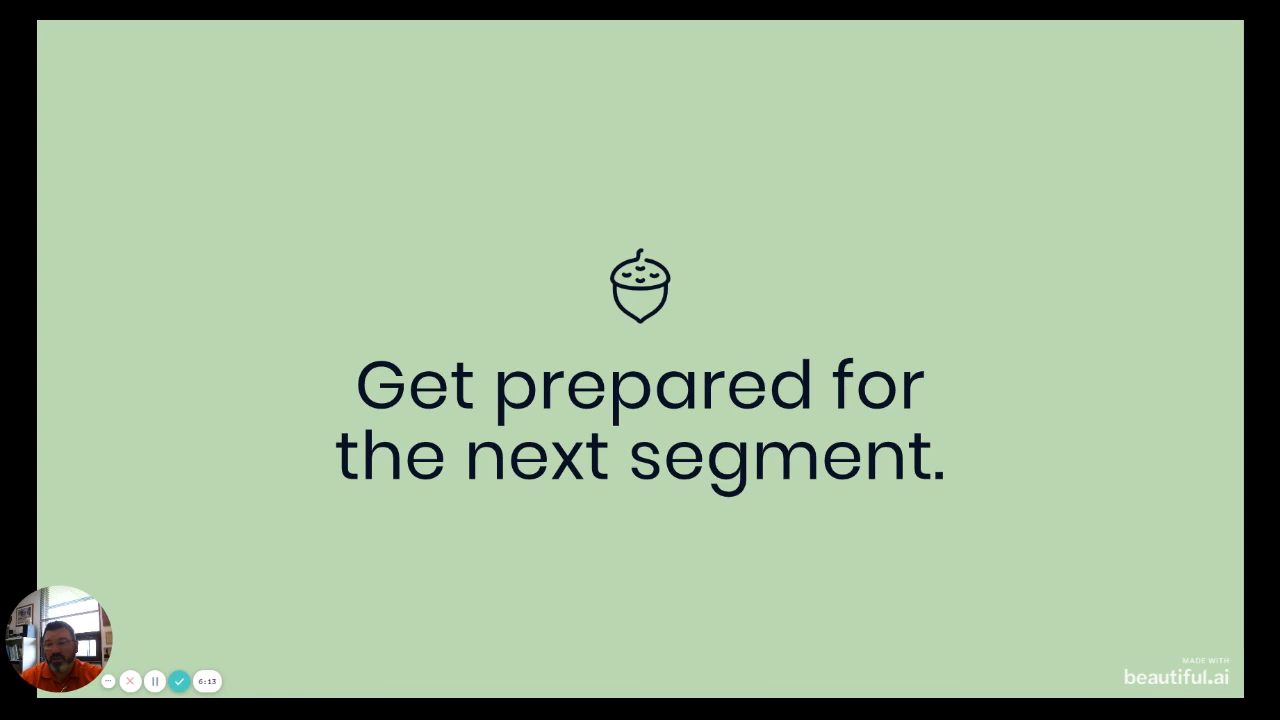 Get prepared for
the next segment.
6:13
MADE WITH
beautiful.ai